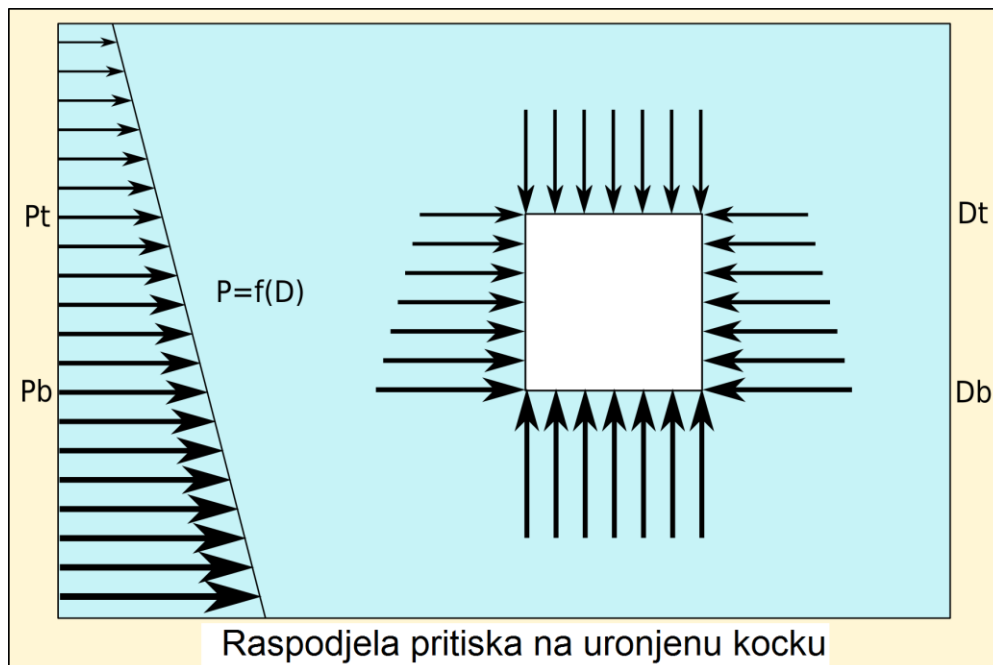 Pt
Dt
P=f(D)
Pb
Db
Raspodjela pritiska na uronjenu kocku